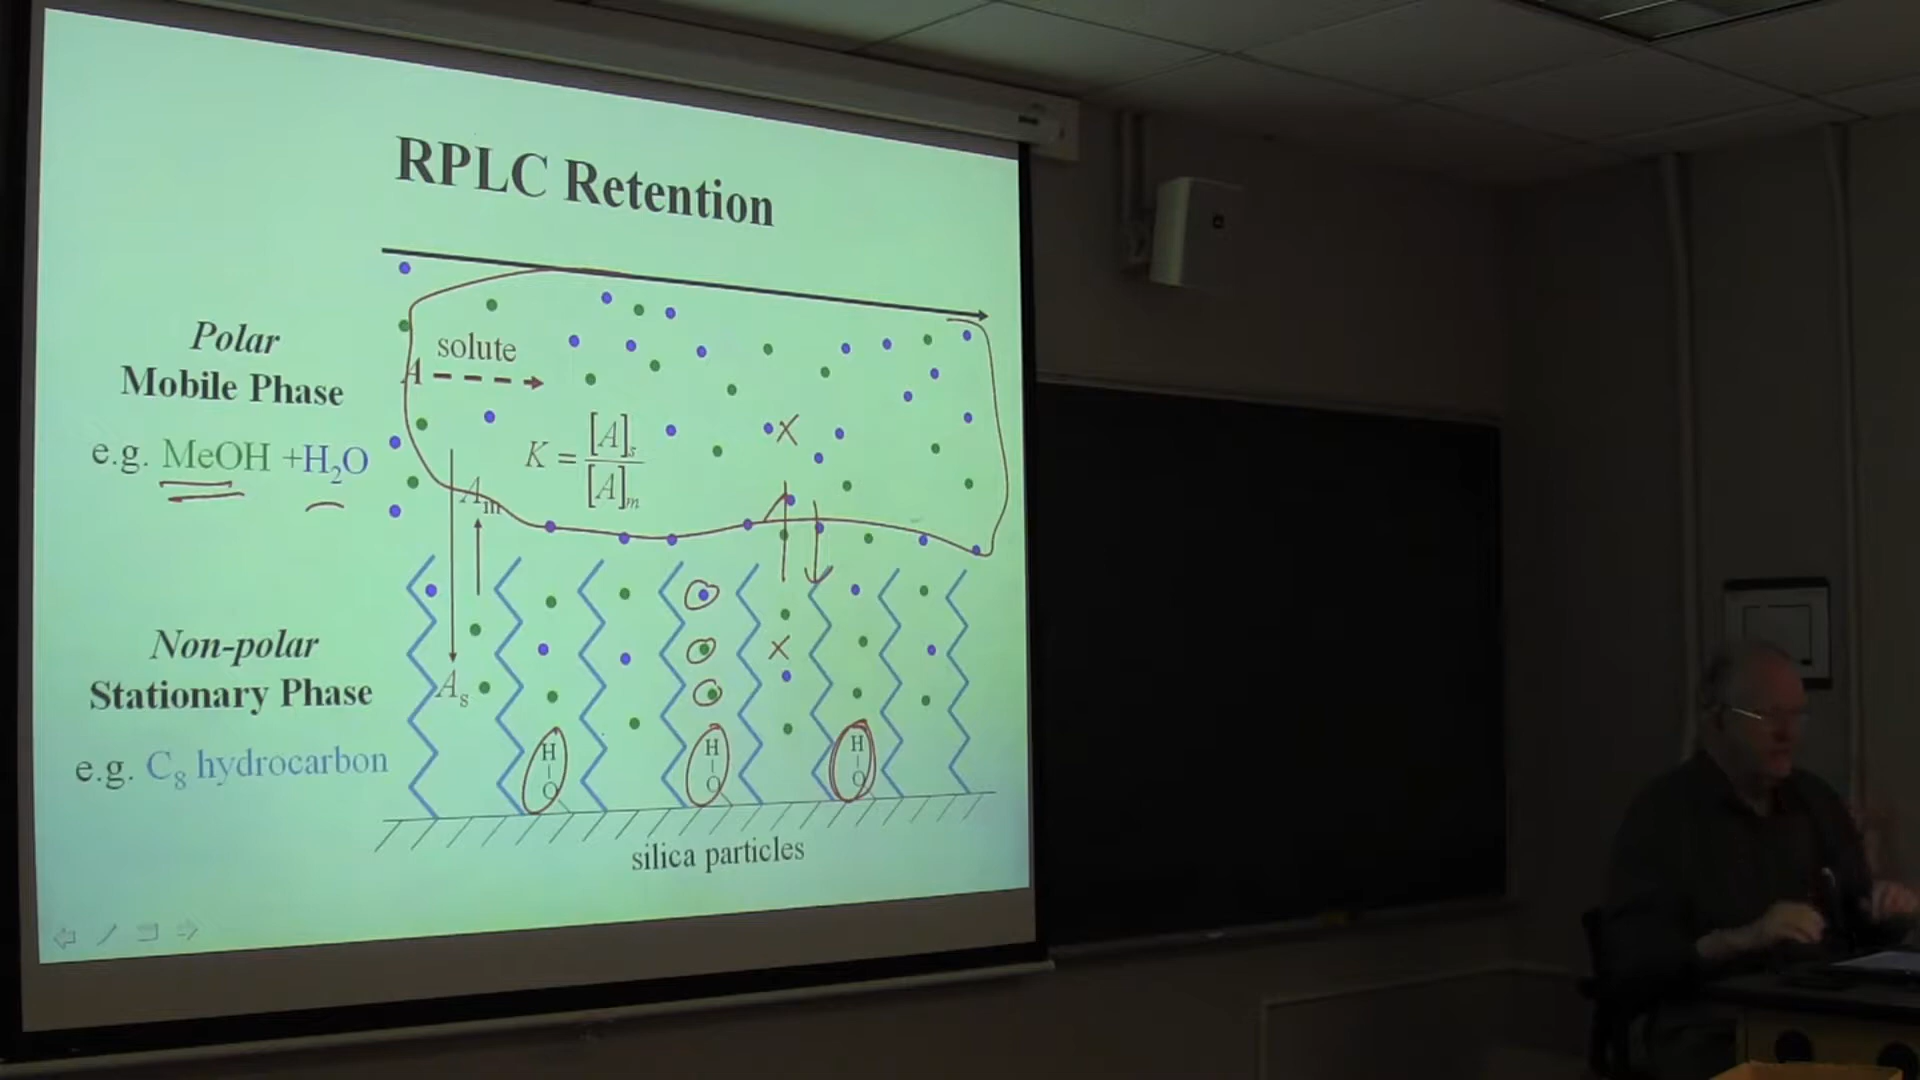 RPLC Retention
Polar
Mobile Phase
e.g. MeOH +H₂O
solute
A
K = [A]s / [A]m
Am
X
Non-polar
Stationary Phase
e.g. C₈ hydrocarbon
As
X
H
O
H
O
H
O
silica particles